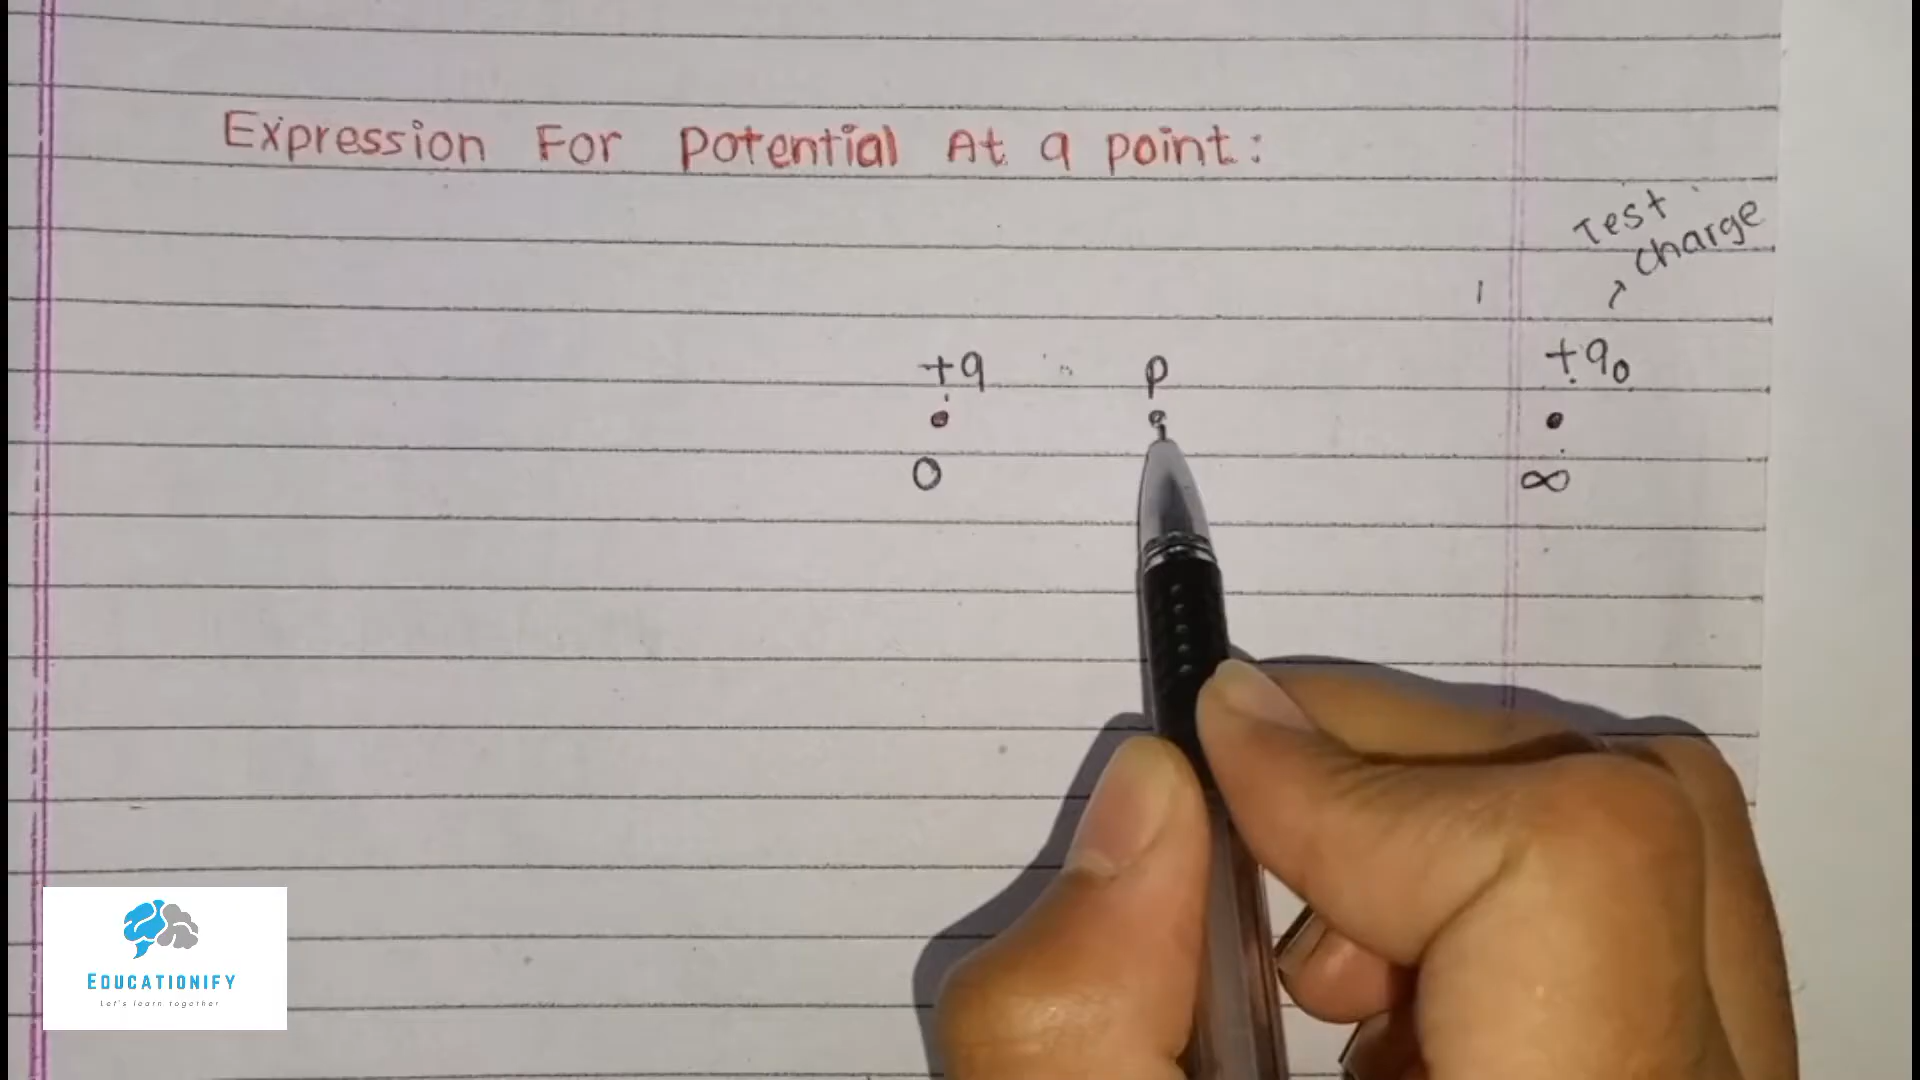 Expression For Potential At a point:
Test
charge
+q P +q₀
O ∞
EDUCATIONIFY
Let's learn together